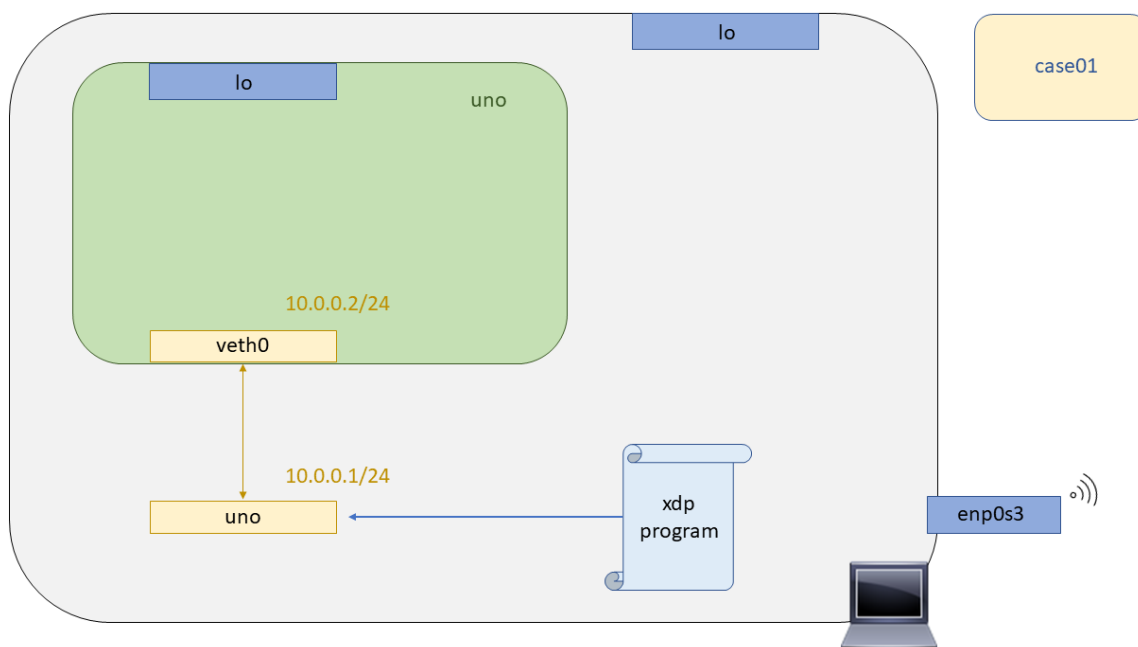 lo
lo
case01
uno
10.0.0.2/24
veth0
10.0.0.1/24
uno
xdp
program
enp0s3